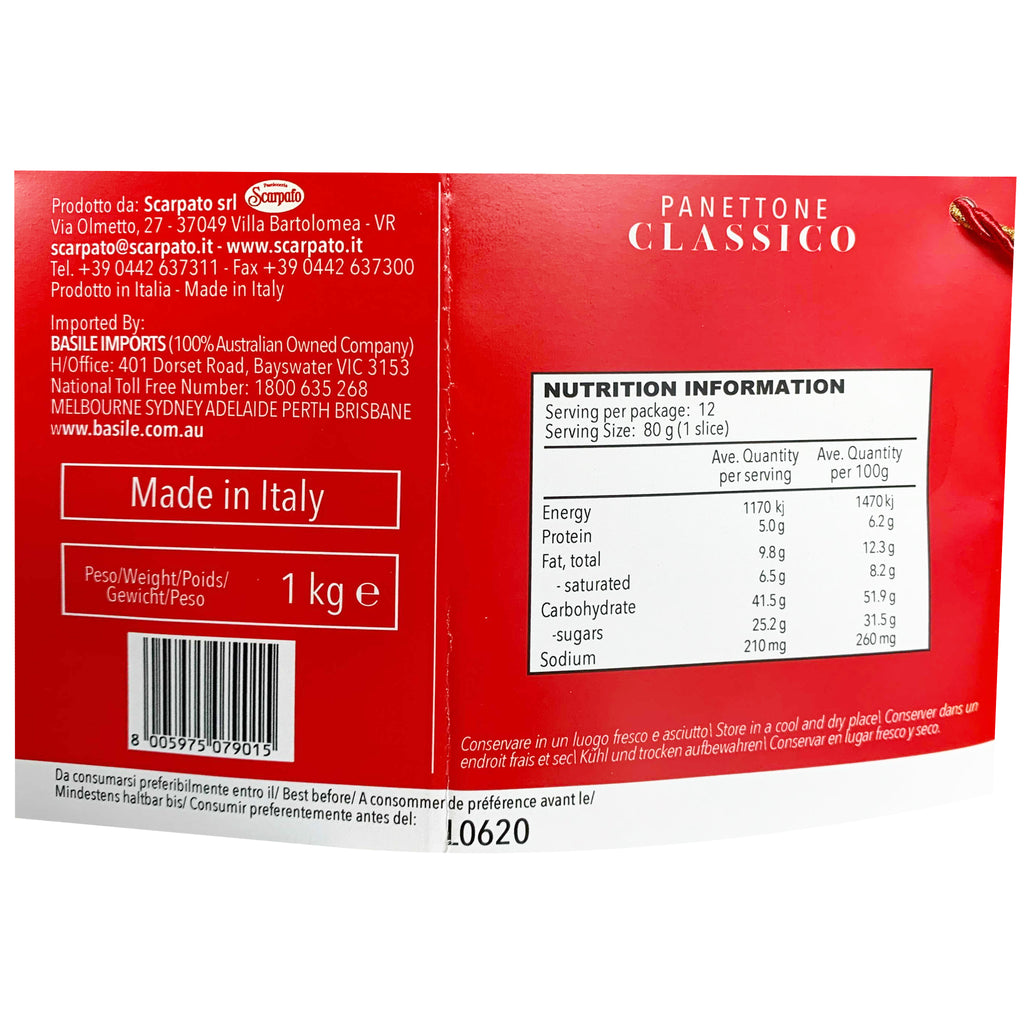 Prodotto da: Scarpato srl Pasticceria Scarpato
Via Olmetto, 27 - 37049 Villa Bartolomea - VR
scarpato@scarpato.it - www.scarpato.it
Tel. +39 0442 637311 - Fax +39 0442 637300
Prodotto in Italia - Made in Italy
Imported By:
BASILE IMPORTS (100% Australian Owned Company)
H/Office: 401 Dorset Road, Bayswater VIC 3153
National Toll Free Number: 1800 635 268
MELBOURNE SYDNEY ADELAIDE PERTH BRISBANE
www.basile.com.au
Made in Italy
Peso/Weight/Poids/
Gewicht/Peso
1 kg e
8 005975 079015
Da consumarsi preferibilmente entro il/ Best before/ A consommer de préférence avant le/
Mindestens haltbar bis/ Consumir preferentemente antes del:
L0620
PANETTONE
CLASSICO
NUTRITION INFORMATION
Serving per package: 12
Serving Size: 80 g (1 slice)
Ave. Quantity per serving Ave. Quantity per 100g
Energy 1170 kj 1470 kj
Protein 5.0 g 6.2 g
Fat, total 9.8 g 12.3 g
- saturated 6.5 g 8.2 g
Carbohydrate 41.5 g 51.9 g
-sugars 25.2 g 31.5 g
Sodium 210 mg 260 mg
Conservare in un luogo fresco e asciutto\ Store in a cool and dry place\ Conserver dans un
endroit frais et sec\ Kühl und trocken aufbewahren\ Conservar en lugar fresco y seco.